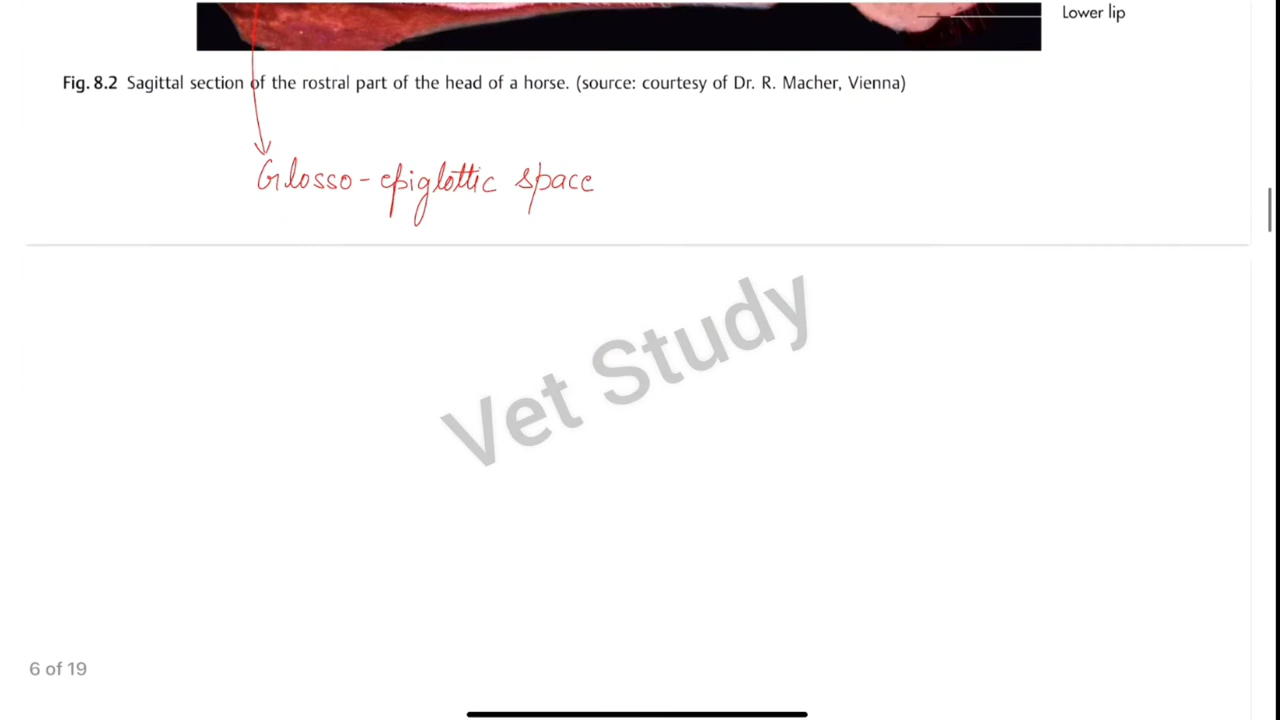 Lower lip
Fig. 8.2 Sagittal section of the rostral part of the head of a horse. (source: courtesy of Dr. R. Macher, Vienna)
Glosso-epiglottic space
Vet Study
6 of 19